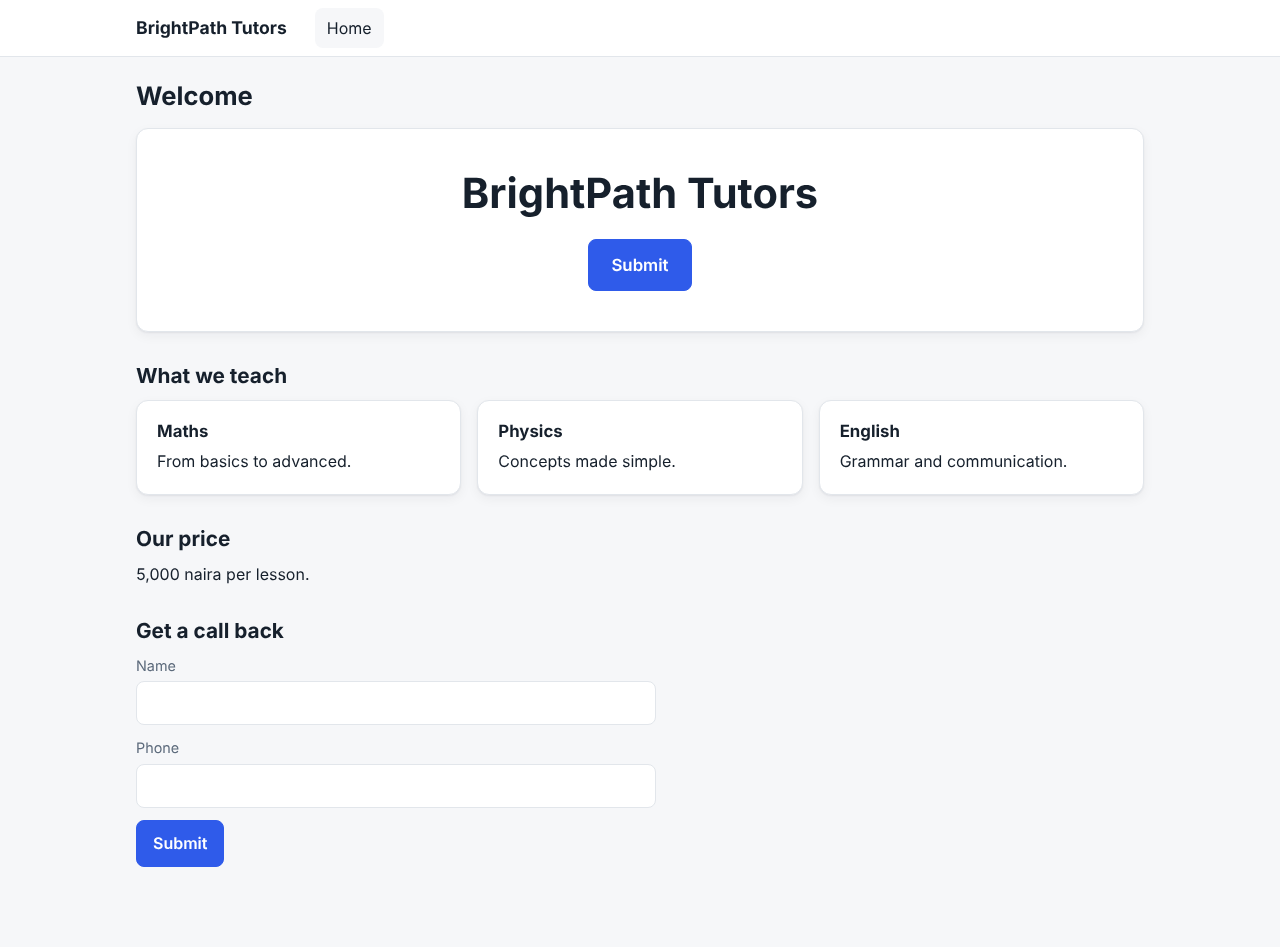 BrightPath Tutors
Home
Welcome
BrightPath Tutors
Submit
What we teach
Maths
From basics to advanced.
Physics
Concepts made simple.
English
Grammar and communication.
Our price
5,000 naira per lesson.
Get a call back
Name
Phone
Submit